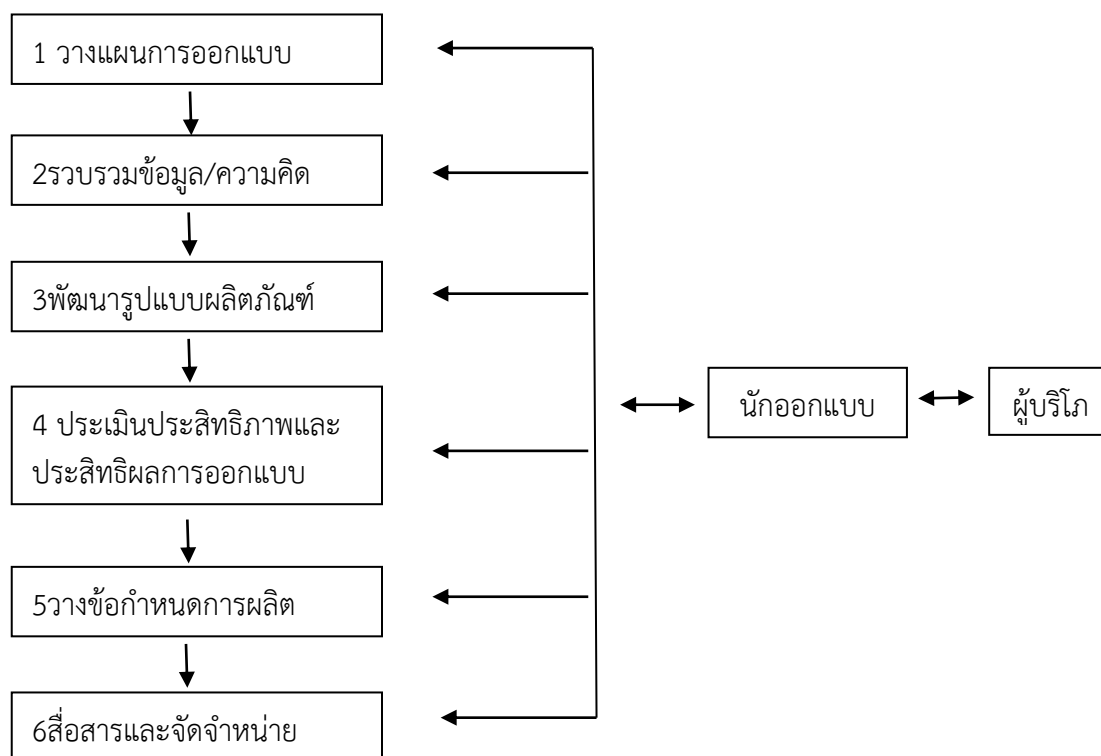 1 วางแผนการออกแบบ
2รวบรวมข้อมูล/ความคิด
3พัฒนารูปแบบผลิตภัณฑ์
4 ประเมินประสิทธิภาพและ
ประสิทธิผลการออกแบบ
นักออกแบบ
ผู้บริโภ
5วางข้อกำหนดการผลิต
6สื่อสารและจัดจำหน่าย